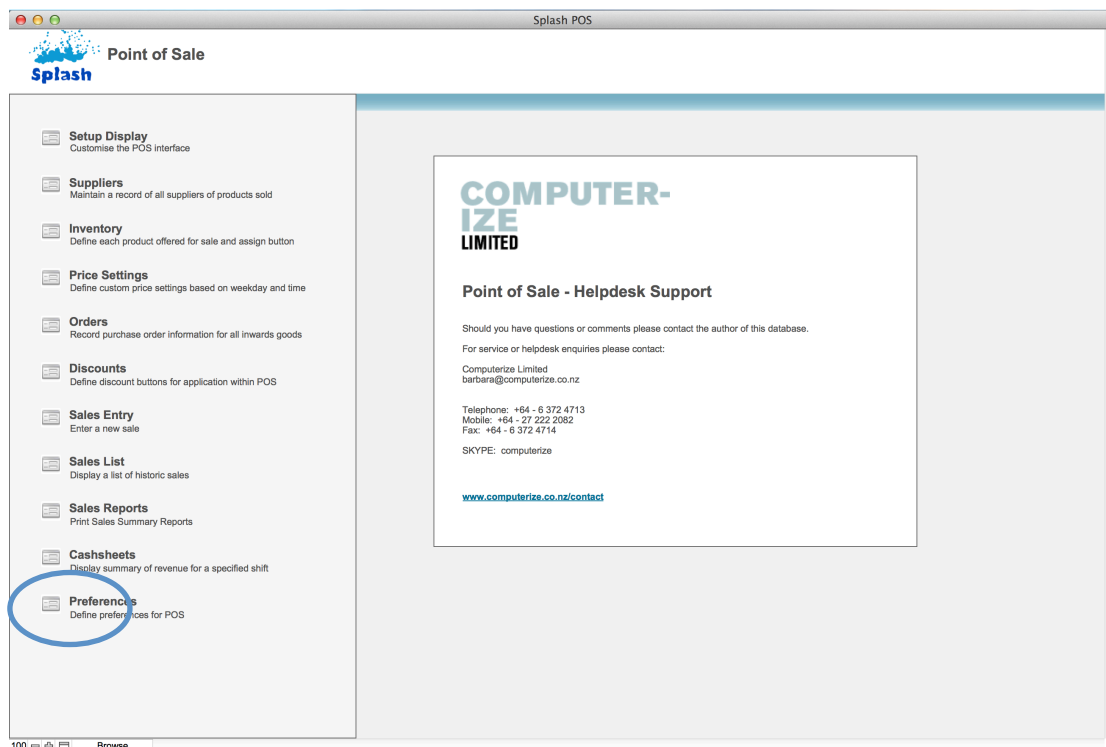 Splash POS
Splash
Point of Sale
Setup Display
Customise the POS interface
Suppliers
Maintain a record of all suppliers of products sold
Inventory
Define each product offered for sale and assign button
Price Settings
Define custom price settings based on weekday and time
Orders
Record purchase order information for all inwards goods
Discounts
Define discount buttons for application within POS
Sales Entry
Enter a new sale
Sales List
Display a list of historic sales
Sales Reports
Print Sales Summary Reports
Cashsheets
Display summary of revenue for a specified shift
Preferences
Define preferences for POS
COMPUTER-
IZE
LIMITED
Point of Sale - Helpdesk Support
Should you have questions or comments please contact the author of this database.
For service or helpdesk enquiries please contact:
Computerize Limited
barbara@computerize.co.nz
Telephone: +64 - 6 372 4713
Mobile: +64 - 27 222 2082
Fax: +64 - 6 372 4714
SKYPE: computerize
www.computerize.co.nz/contact
100 Browse